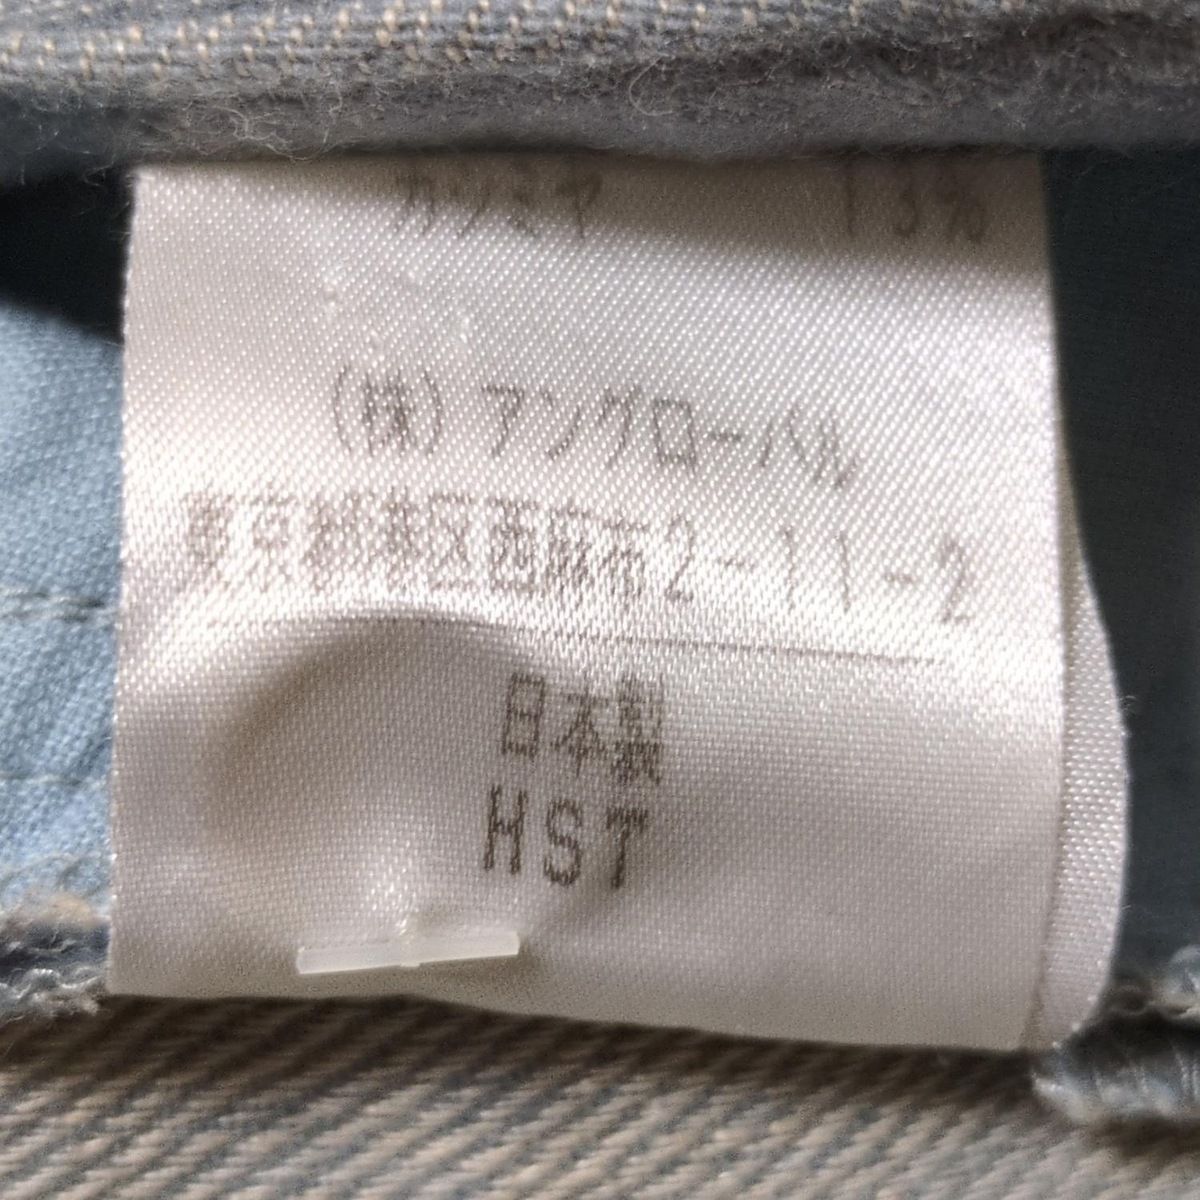 カシミヤ 13%
(株)アングローバル
東京都港区西麻布2-11-2
日本製
HST